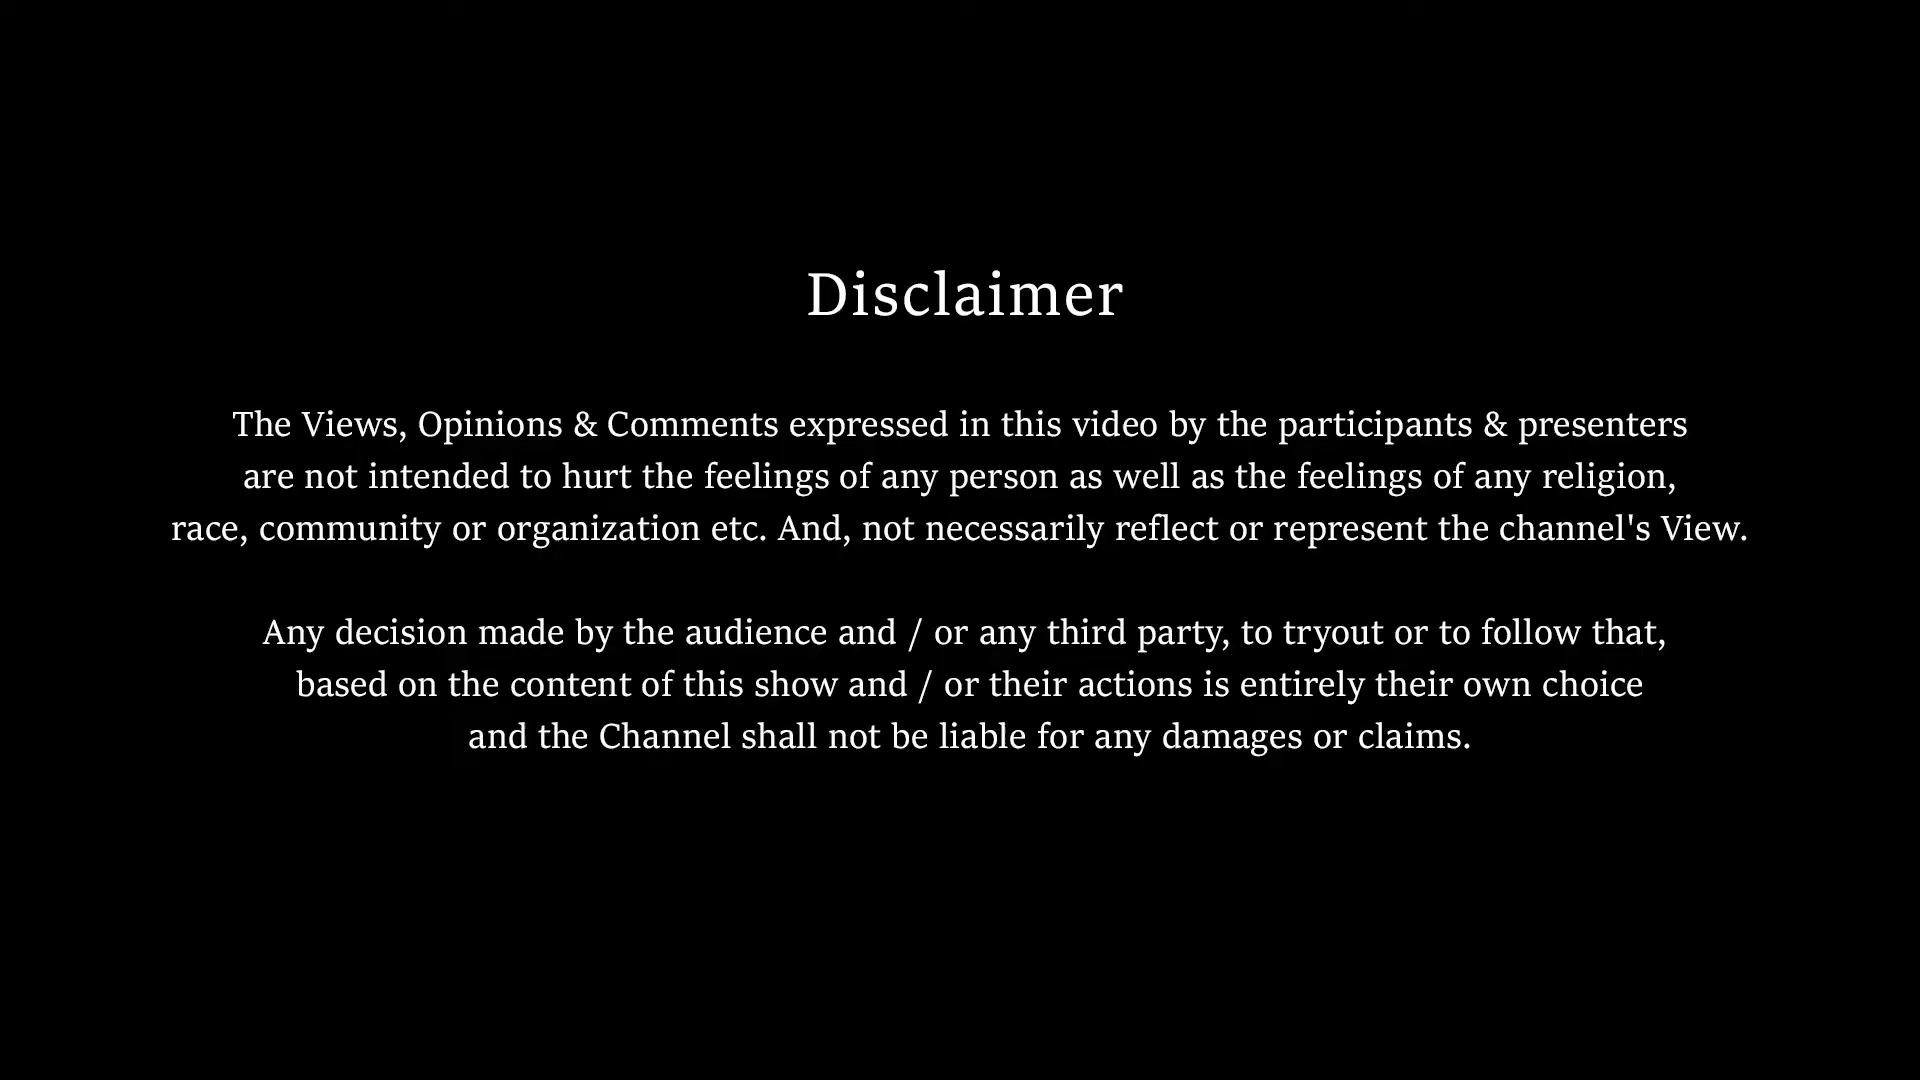 Disclaimer
The Views, Opinions & Comments expressed in this video by the participants & presenters
are not intended to hurt the feelings of any person as well as the feelings of any religion,
race, community or organization etc. And, not necessarily reflect or represent the channel's View.
Any decision made by the audience and / or any third party, to tryout or to follow that,
based on the content of this show and / or their actions is entirely their own choice
and the Channel shall not be liable for any damages or claims.